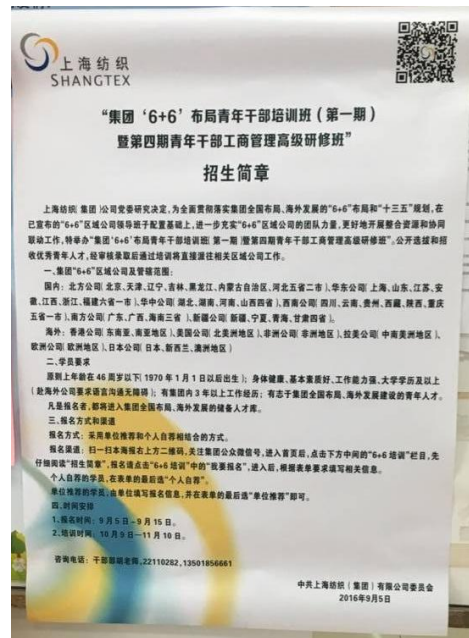 上海纺织
SHANGTEX
“集团‘6+6’布局青年干部培训班（第一期）
暨第四期青年干部工商管理高级研修班”
招生简章
上海纺织（集团）公司党委研究决定，为全面贯彻落实集团全国布局、海外发展的“6+6”布局和“十三五”规划，在
已宣布的“6+6”区域公司领导班子配置基础上，进一步充实“6+6”区域公司的团队力量，更好地开展整合资源和协同
联动工作，特举办“集团‘6+6’布局青年干部培训班（第一期）暨第四期青年干部工商管理高级研修班”。公开选拔和招
收优秀青年人才，经审核录取后通过培训将直接派往相关区域公司工作。
一、集团“6+6”区域公司及管辖范围：
国内：北方公司（北京、天津、辽宁、吉林、黑龙江、内蒙古自治区、河北五省二市）、华东公司（上海、山东、江苏、安
徽、江西、浙江、福建六省一市）、华中公司（湖北、湖南、河南、山西四省）、西南公司（四川、云南、贵州、西藏、陕西、重庆
五省一市）、南方公司（广东、广西、海南三省）、新疆公司（新疆、宁夏、青海、甘肃四省）。
海外：香港公司（东南亚、南亚地区）、美国公司（北美洲地区）、非洲公司（非洲地区）、拉美公司（中南美洲地区）、
欧洲公司（欧洲地区）、日本公司（日本、新西兰、澳洲地区）
二、学员要求
原则上年龄在46周岁以下（1970年1月1日以后出生）；身体健康、基本素质好、工作能力强、大学学历及以上
（赴海外公司要求语言沟通无障碍）；有集团内3年以上工作经历；有志于集团全国布局、海外发展建设的青年人才。
凡是报名者，都将进入集团全国布局、海外发展的储备人才库。
三、报名方式和渠道
报名方式：采用单位推荐和个人自荐相结合的方式。
报名渠道：扫一扫本海报右上方二维码，关注集团公众微信号，进入首页后，点击下方中间的“6+6培训”栏目，先
仔细阅读“招生简章”，报名请点击“6+6培训”中的“我要报名”，进入后，根据表单要求填写相关信息。
个人自荐的学员，在表单的最后选“个人自荐”。
单位推荐的学员，由单位填写报名信息，并在表单的最后选“单位推荐”即可。
四、时间安排
1、报名时间：9月5日-9月15日。
2、培训时间：10月9日—11月10日。
咨询电话：干部部胡老师，22110282，13501856661
中共上海纺织（集团）有限公司委员会
2016年9月5日